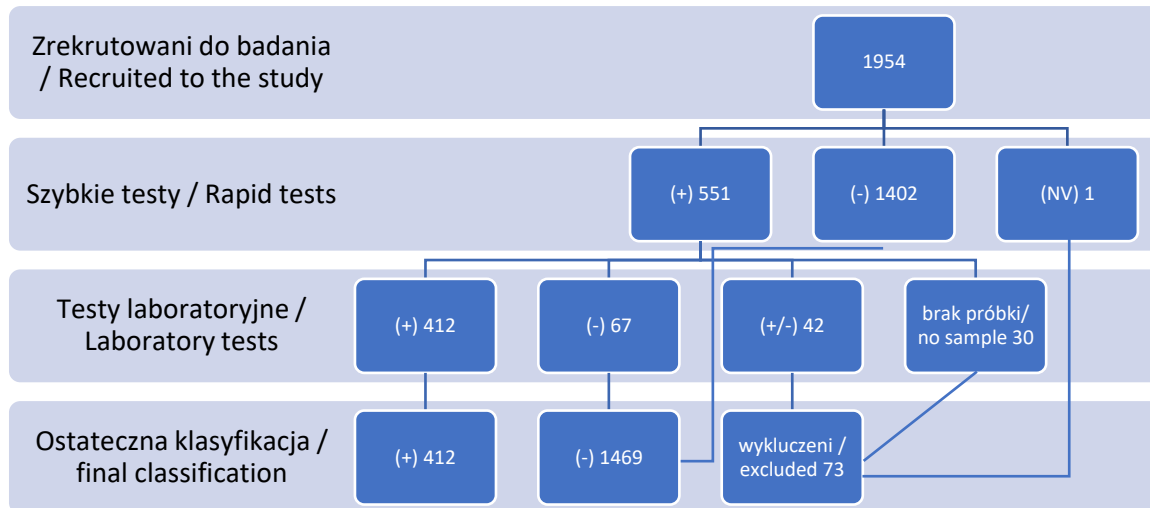 Zrekrutowani do badania
/ Recruited to the study
1954
Szybkie testy / Rapid tests
(+) 551
(-) 1402
(NV) 1
Testy laboratoryjne /
Laboratory tests
(+) 412
(-) 67
(+/-) 42
brak próbki/
no sample 30
Ostateczna klasyfikacja /
final classification
(+) 412
(-) 1469
wykluczeni /
excluded 73